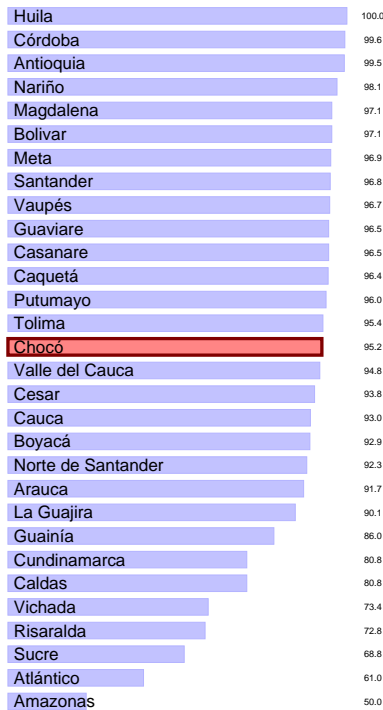 Huila 100.0
Córdoba 99.6
Antioquia 99.5
Nariño 98.1
Magdalena 97.1
Bolivar 97.1
Meta 96.9
Santander 96.8
Vaupés 96.7
Guaviare 96.5
Casanare 96.5
Caquetá 96.4
Putumayo 96.0
Tolima 95.4
Chocó 95.2
Valle del Cauca 94.8
Cesar 93.8
Cauca 93.0
Boyacá 92.9
Norte de Santander 92.3
Arauca 91.7
La Guajira 90.1
Guainía 86.0
Cundinamarca 80.8
Caldas 80.8
Vichada 73.4
Risaralda 72.8
Sucre 68.8
Atlántico 61.0
Amazonas 50.0